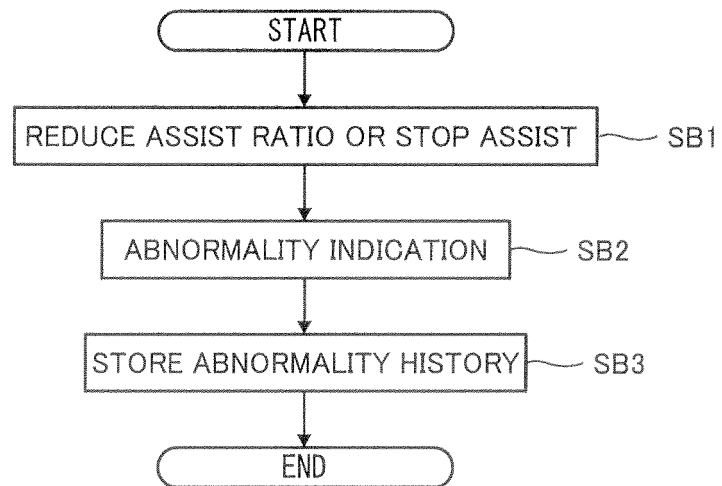 START
REDUCE ASSIST RATIO OR STOP ASSIST SB1
ABNORMALITY INDICATION SB2
STORE ABNORMALITY HISTORY SB3
END